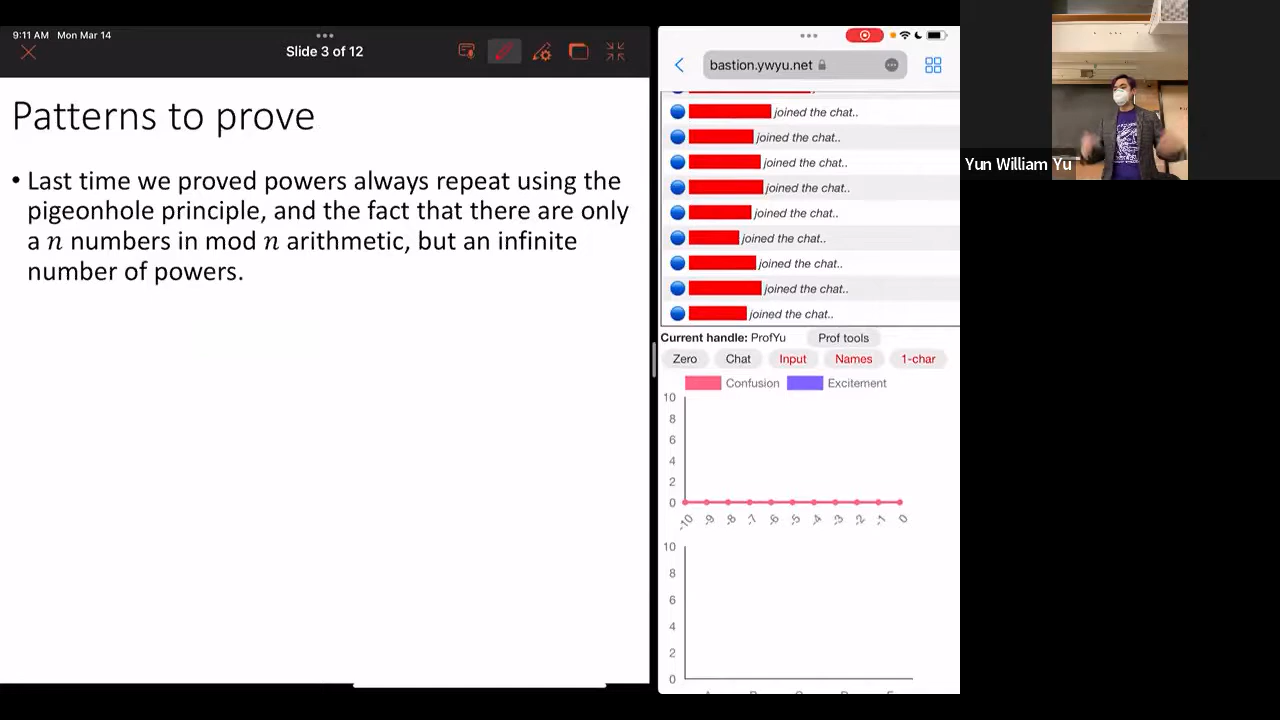 9:11 AM Mon Mar 14
Slide 3 of 12
Patterns to prove
• Last time we proved powers always repeat using the
pigeonhole principle, and the fact that there are only
a n numbers in mod n arithmetic, but an infinite
number of powers.
bastion.ywyu.net
joined the chat..
joined the chat..
joined the chat..
joined the chat..
joined the chat..
joined the chat..
joined the chat..
joined the chat..
joined the chat..
Current handle: ProfYu Prof tools
Zero Chat Input Names 1-char
Confusion Excitement
10
8
6
4
2
0
-10 -9 -8 -7 -6 -5 -4 -3 -2 -1 0
10
8
6
4
2
0
Yun William Yu